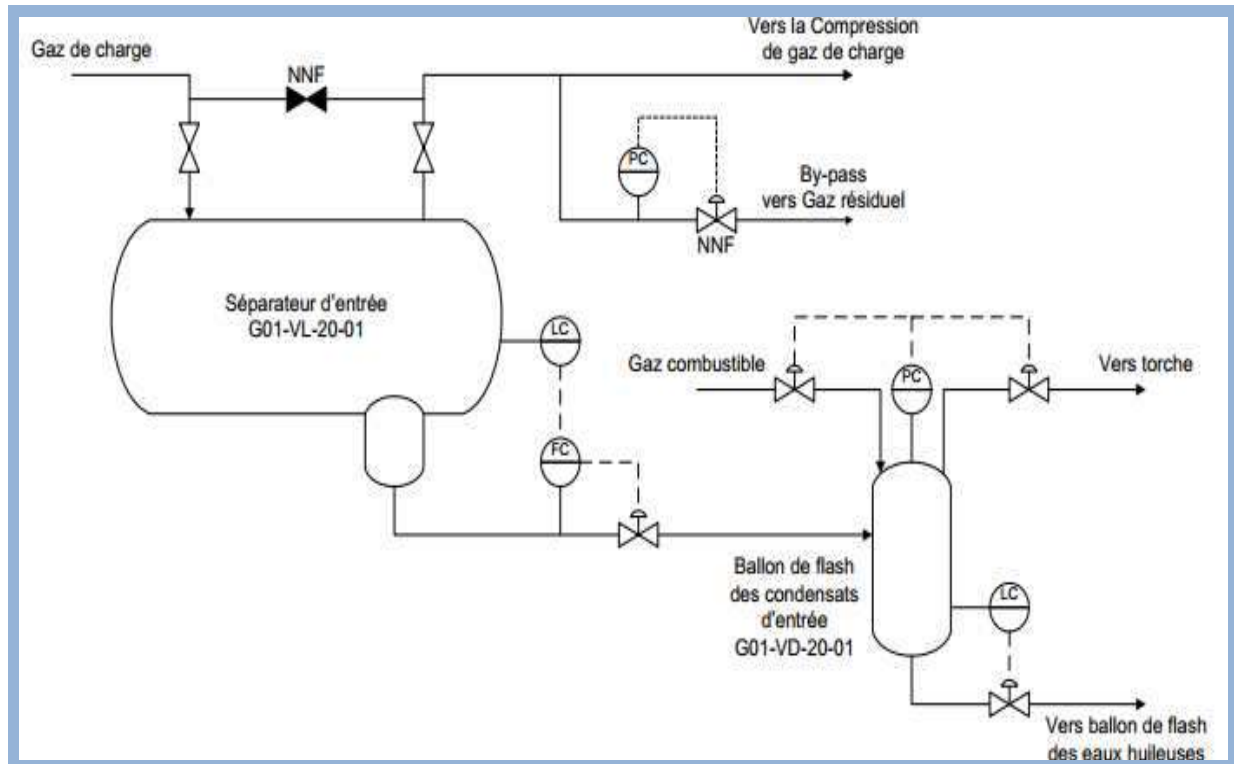 Gaz de charge
NNF
Vers la Compression
de gaz de charge
PC
By-pass
vers Gaz résiduel
NNF
Séparateur d'entrée
G01-VL-20-01
LC
Gaz combustible
PC
Vers torche
FC
Ballon de flash
des condensats
d'entrée
G01-VD-20-01
LC
Vers ballon de flash
des eaux huileuses